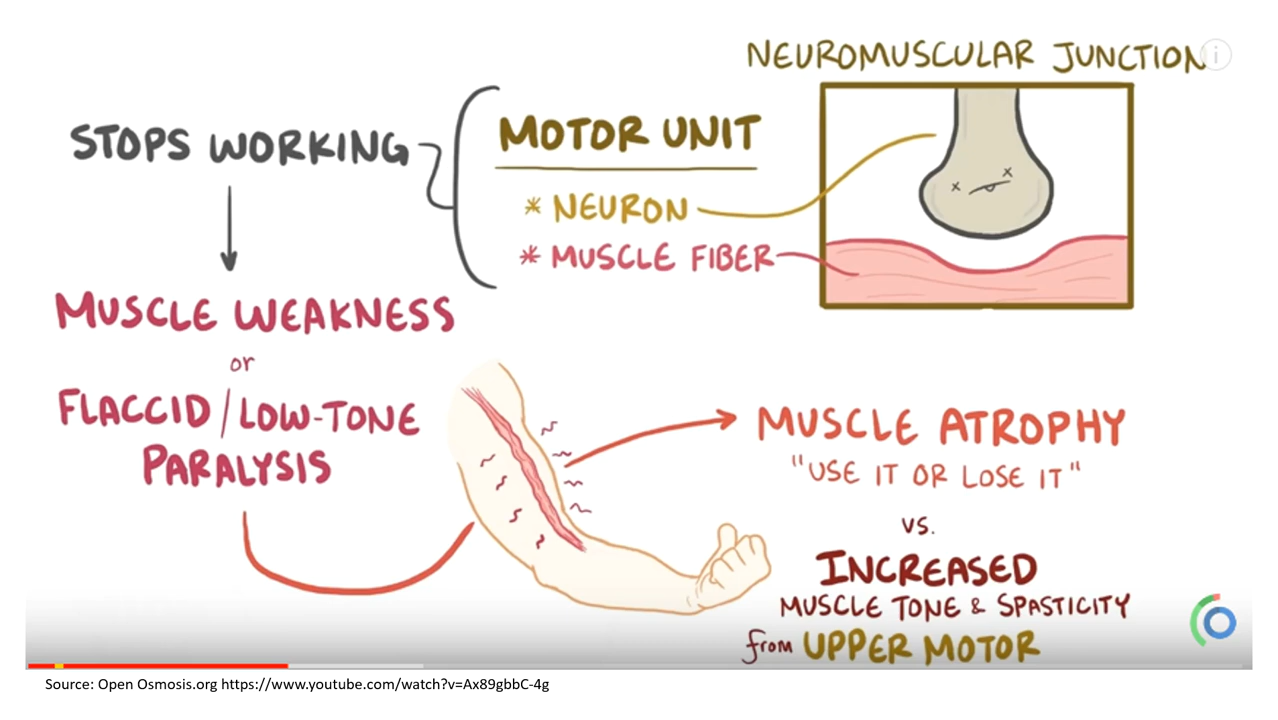 NEUROMUSCULAR JUNCTION
i
STOPS WORKING
MOTOR UNIT
* NEURON
* MUSCLE FIBER
MUSCLE WEAKNESS
or
FLACCID/LOW-TONE
PARALYSIS
MUSCLE ATROPHY
"USE IT OR LOSE IT"
vs.
INCREASED
MUSCLE TONE & SPASTICITY
from UPPER MOTOR
Source: Open Osmosis.org https://www.youtube.com/watch?v=Ax89gbbC-4g